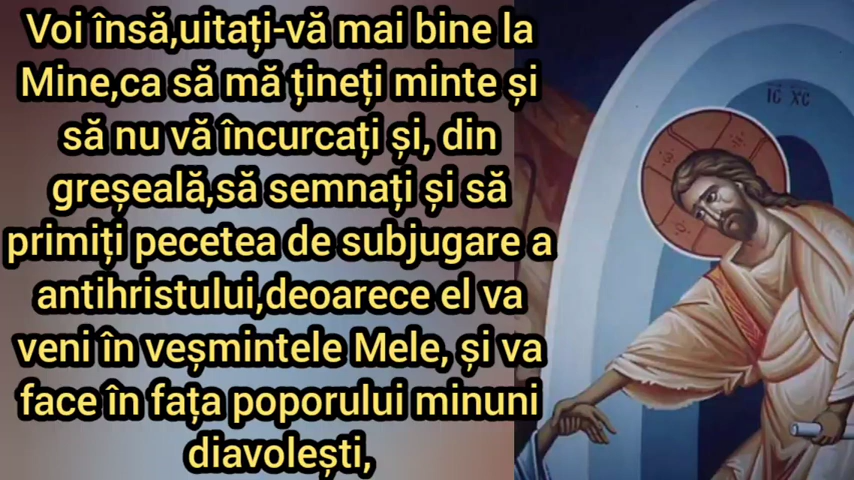 Voi însă,uitați-vă mai bine la
Mine,ca să mă țineți minte și
să nu vă încurcați și, din
greșeală,să semnați și să
primiți pecetea de subjugare a
antihristului,deoarece el va
veni în veșmintele Mele, și va
face în fața poporului minuni
diavolești,
IC XC